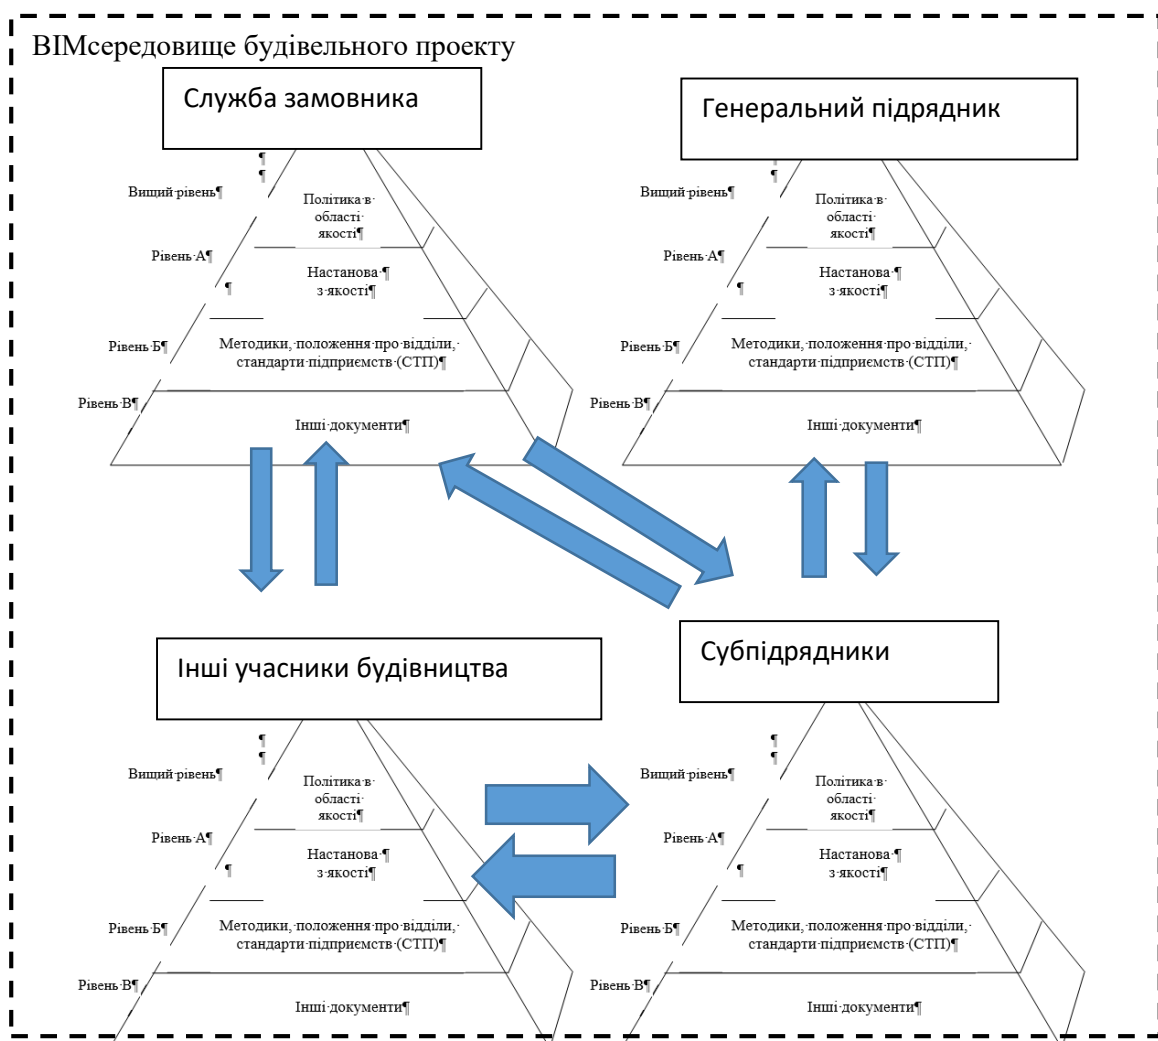 BIMсередовище будівельного проекту
Служба замовника
¶
¶
Вищий·рівень¶
Політика·в·
області·
якості¶
Рівень·А¶
Настанова·¶
з·якості¶
¶
Рівень·Б¶
Методики,·положення·про·відділи,·
стандарти·підприємств·(СТП)¶
Рівень·В¶
Інші·документи¶
Генеральний підрядник
¶
¶
Вищий·рівень¶
Політика·в·
області·
якості¶
Рівень·А¶
Настанова·¶
з·якості¶
¶
Рівень·Б¶
Методики,·положення·про·відділи,·
стандарти·підприємств·(СТП)¶
Рівень·В¶
Інші·документи¶
Інші учасники будівництва
¶
¶
Вищий·рівень¶
Політика·в·
області·
якості¶
Рівень·А¶
Настанова·¶
з·якості¶
¶
Рівень·Б¶
Методики,·положення·про·відділи,·
стандарти·підприємств·(СТП)¶
Рівень·В¶
Інші·документи¶
Субпідрядники
¶
¶
Вищий·рівень¶
Політика·в·
області·
якості¶
Рівень·А¶
Настанова·¶
з·якості¶
¶
Рівень·Б¶
Методики,·положення·про·відділи,·
стандарти·підприємств·(СТП)¶
Рівень·В¶
Інші·документи¶